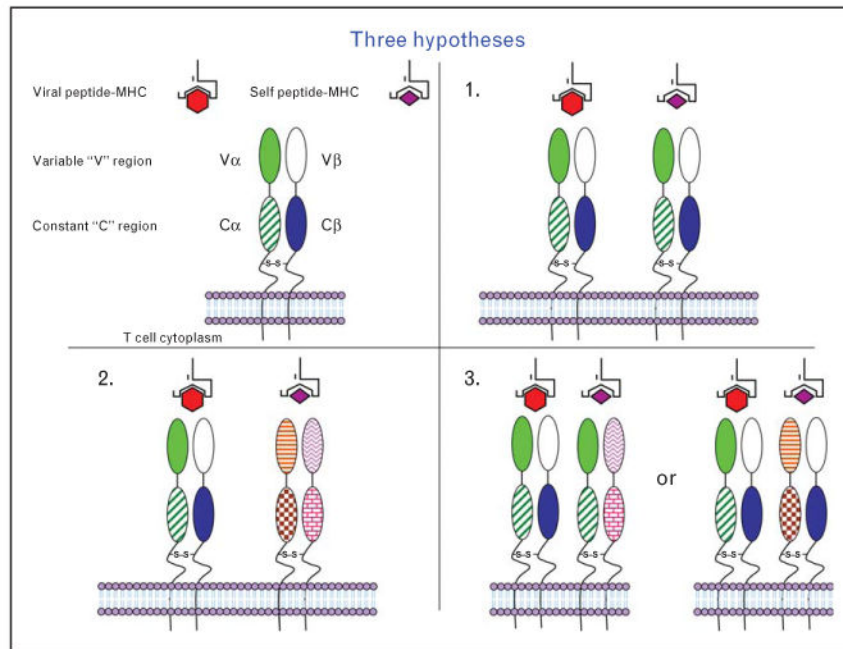 Three hypotheses
Viral peptide-MHC
Self peptide-MHC
Variable “V” region
Vα
Vβ
Constant “C” region
Cα
Cβ
-S-S-
T cell cytoplasm
1.
-S-S-
-S-S-
2.
-S-S-
-S-S-
3.
-S-S-
-S-S-
or
-S-S-
-S-S-